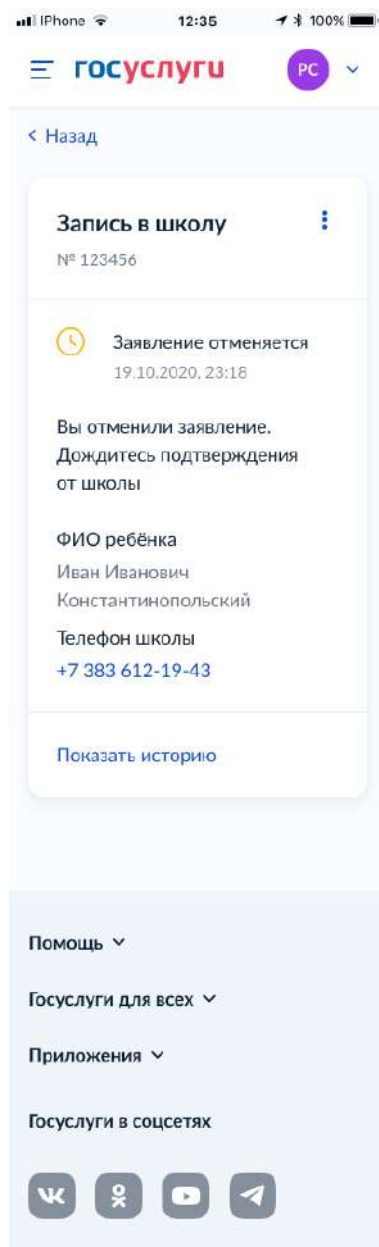 IPhone 12:35 100%
госуслуги РС
Назад
Запись в школу
№ 123456
Заявление отменяется
19.10.2020, 23:18
Вы отменили заявление.
Дождитесь подтверждения
от школы
ФИО ребёнка
Иван Иванович
Константинопольский
Телефон школы
+7 383 612-19-43
Показать историю
Помощь
Госуслуги для всех
Приложения
Госуслуги в соцсетях